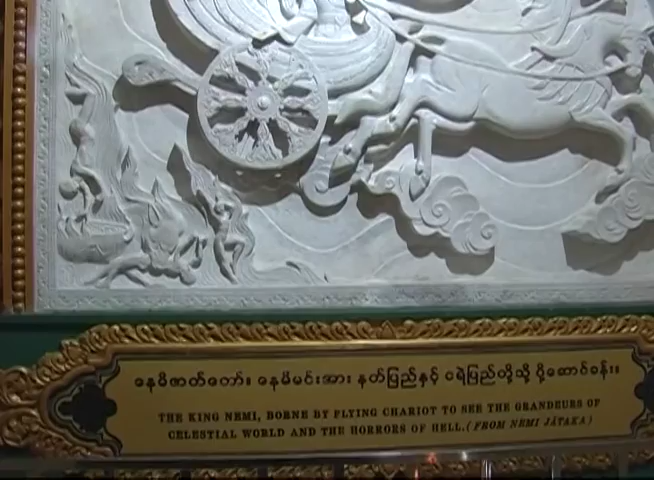 နေမိဇာတ်တော်။ နေမိမင်းအား နတ်ပြည်နှင့် ငရဲပြည်တို့သို့ ပို့ဆောင်ခန်း။
THE KING NEMI, BORNE BY FLYING CHARIOT TO SEE THE GRANDEURS OF
CELESTIAL WORLD AND THE HORRORS OF HELL.(FROM NEMI JĀTAKA)